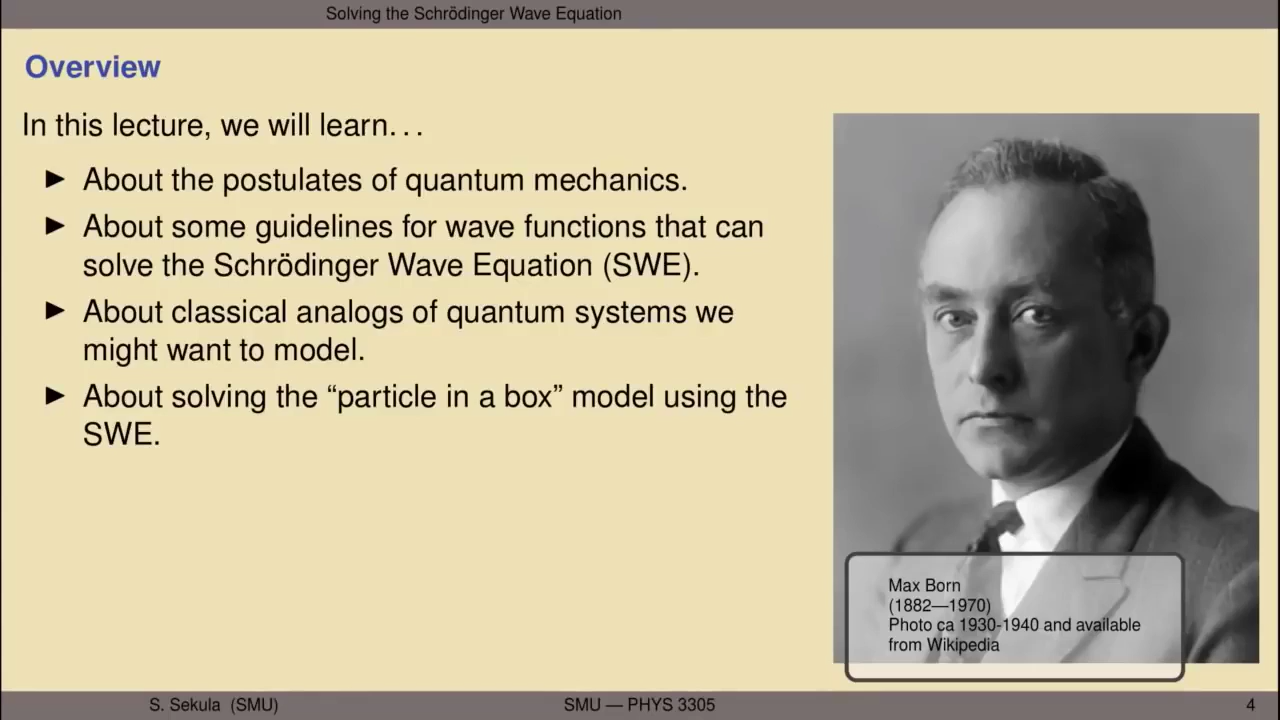 Solving the Schrödinger Wave Equation
Overview
In this lecture, we will learn. . .
► About the postulates of quantum mechanics.
► About some guidelines for wave functions that can
solve the Schrödinger Wave Equation (SWE).
► About classical analogs of quantum systems we
might want to model.
► About solving the “particle in a box” model using the
SWE.
Max Born
(1882—1970)
Photo ca 1930-1940 and available
from Wikipedia
S. Sekula (SMU)
SMU — PHYS 3305
4